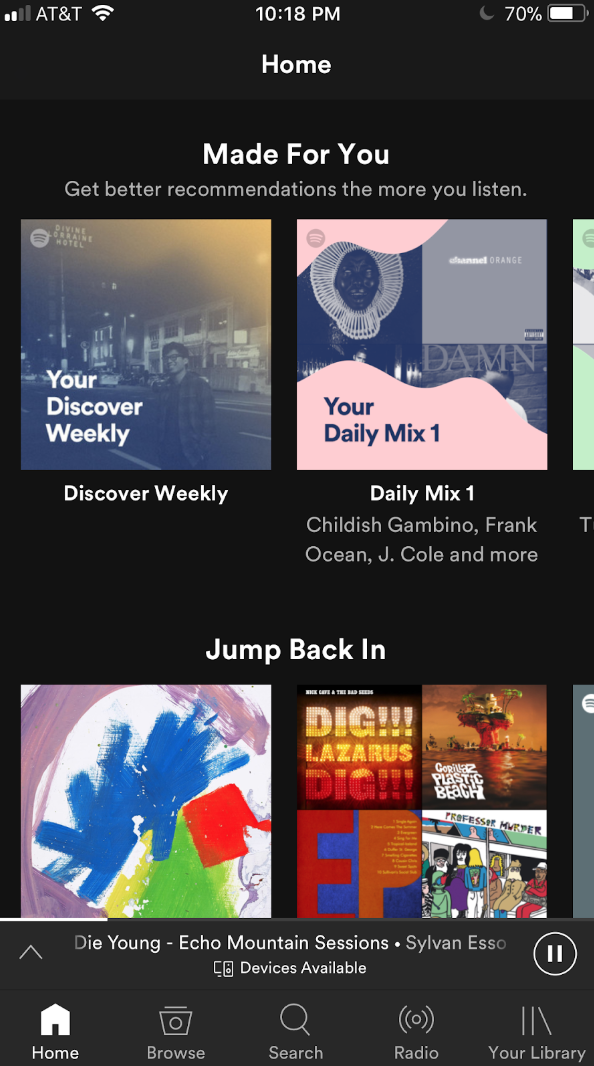 AT&T
10:18 PM
70%
Home
Made For You
Get better recommendations the more you listen.
DIVINE
LORRAINE
HOTEL
Your
Discover
Weekly
channel ORANGE
DAMN.
Your
Daily Mix 1
Discover Weekly
Daily Mix 1
Childish Gambino, Frank
Ocean, J. Cole and more
Jump Back In
NICK CAVE & THE BAD SEEDS
DIG!!!
LAZARUS
DIG!!!
GORILLAZ
PLASTIC
BEACH
EP
PROFESSOR MURDER
Die Young - Echo Mountain Sessions • Sylvan Esso
Devices Available
Home
Browse
Search
Radio
Your Library